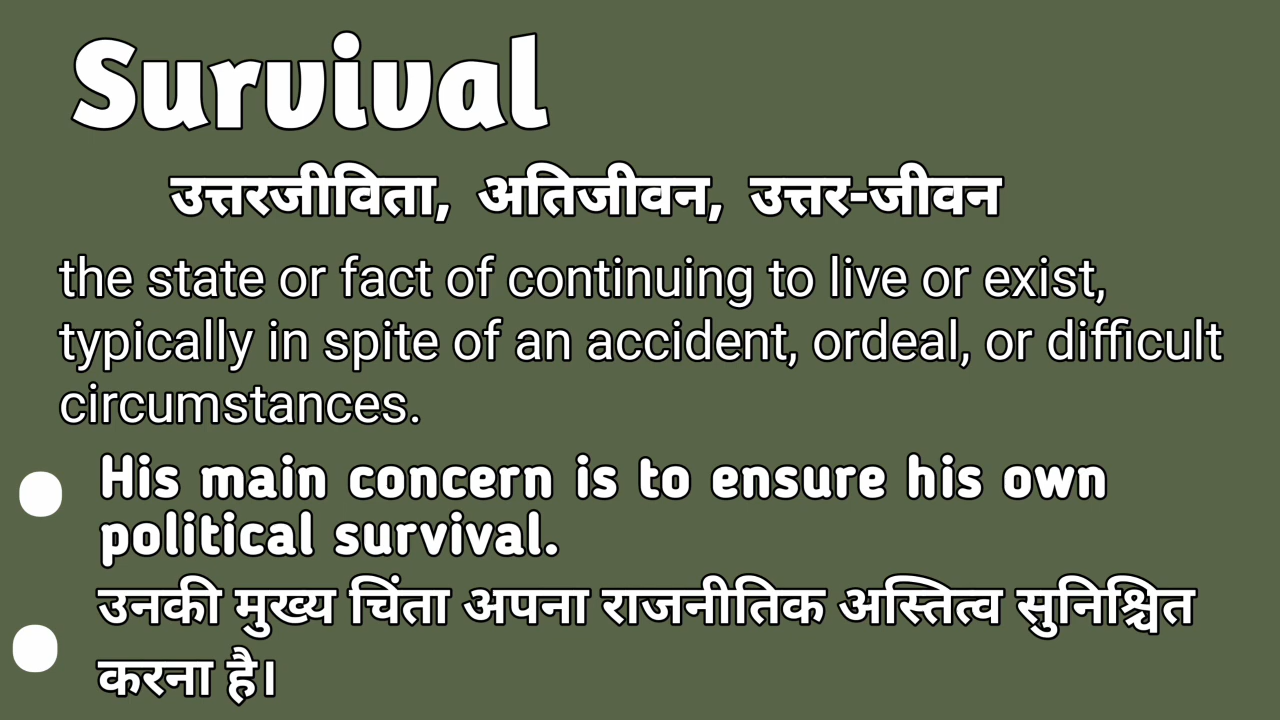 Survival
उत्तरजीविता, अतिजीवन, उत्तर-जीवन
the state or fact of continuing to live or exist,
typically in spite of an accident, ordeal, or difficult
circumstances.
His main concern is to ensure his own
political survival.
उनकी मुख्य चिंता अपना राजनीतिक अस्तित्व सुनिश्चित
करना है।